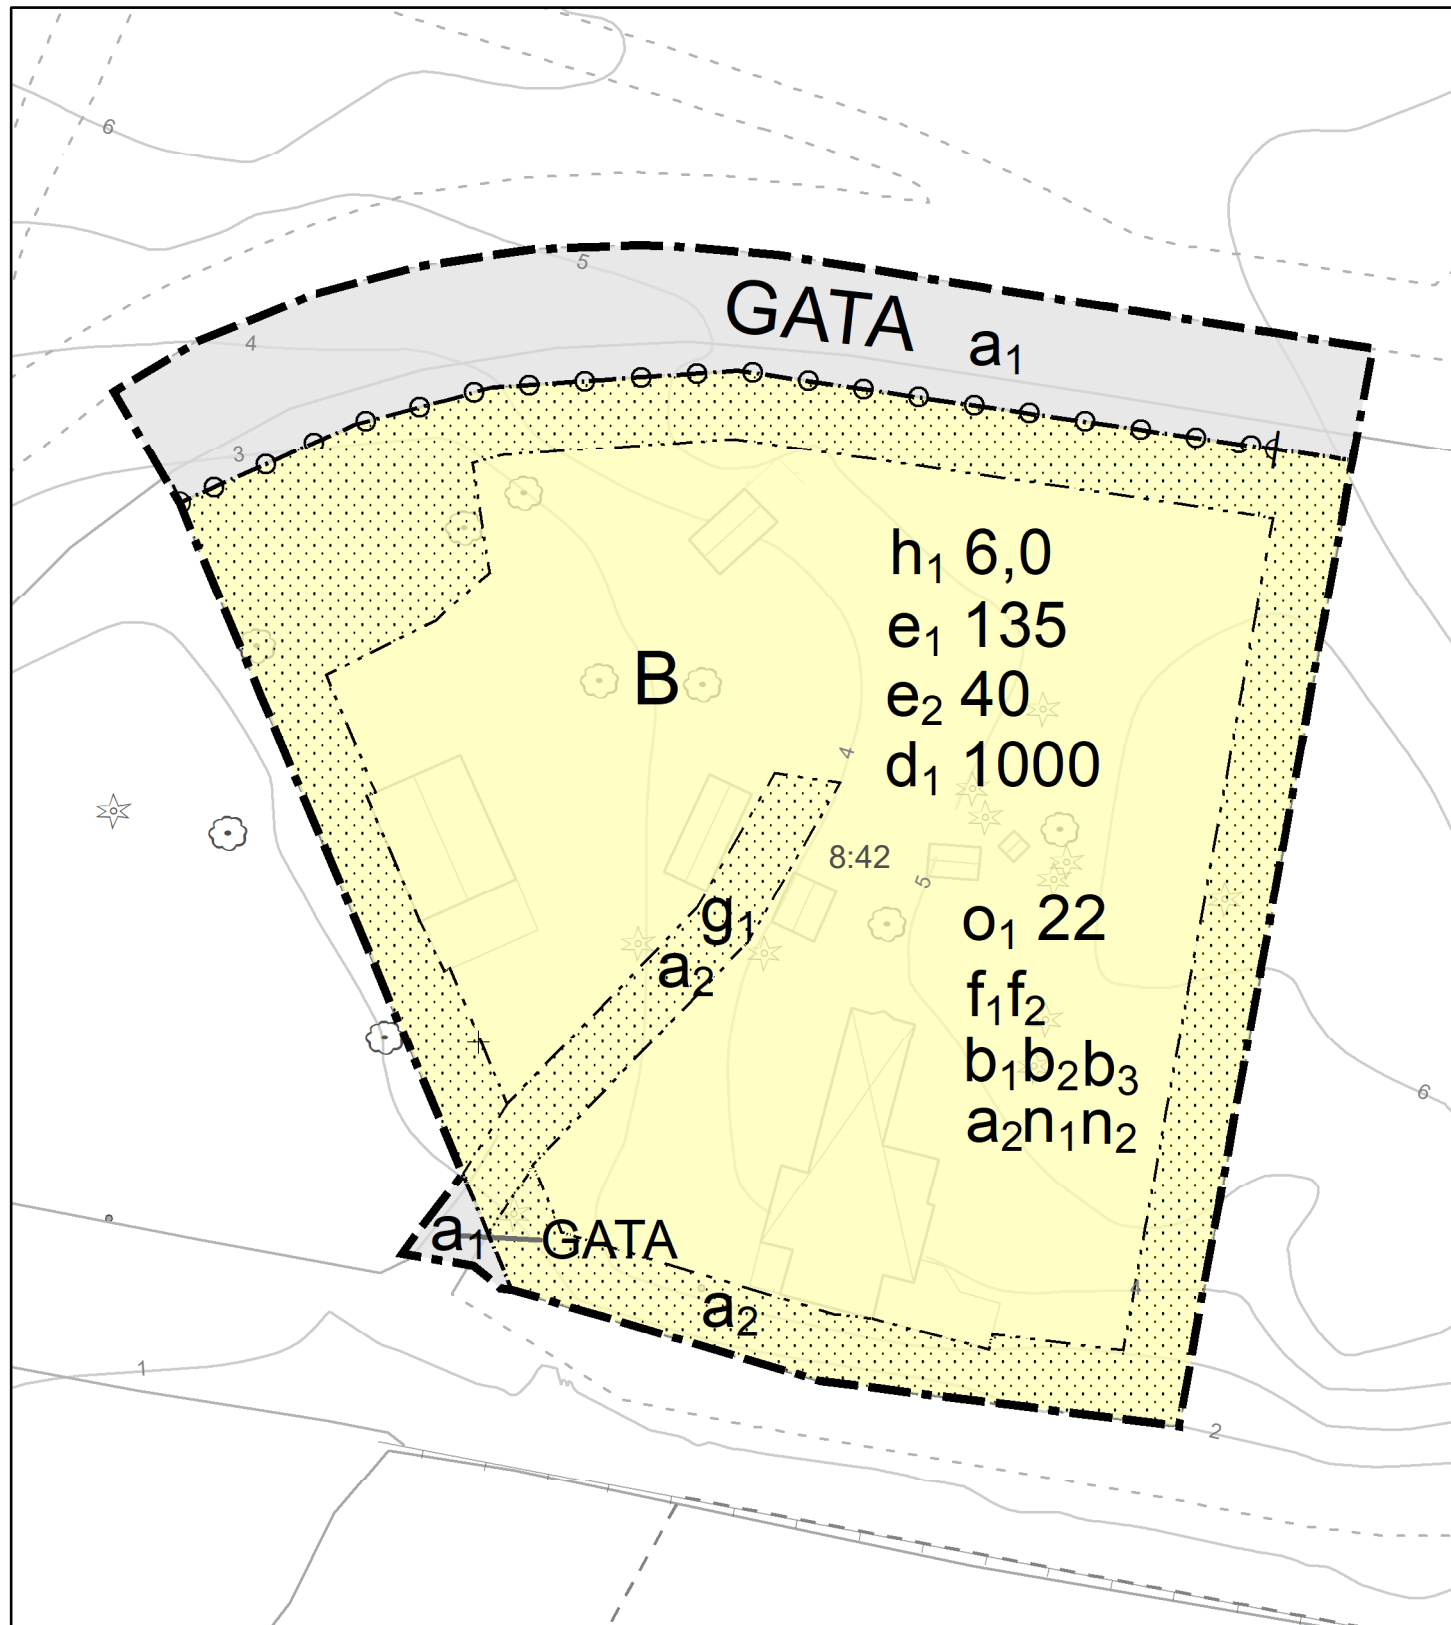 6
5
GATA a₁
4
3
h₁ 6,0
e₁ 135
B
e₂ 40
4
d₁ 1000
8:42
5
g₁
o₁ 22
a₂
f₁f₂
b₁b₂b₃
6
a₂n₁n₂
a₁
GATA
4
a₂
1
2